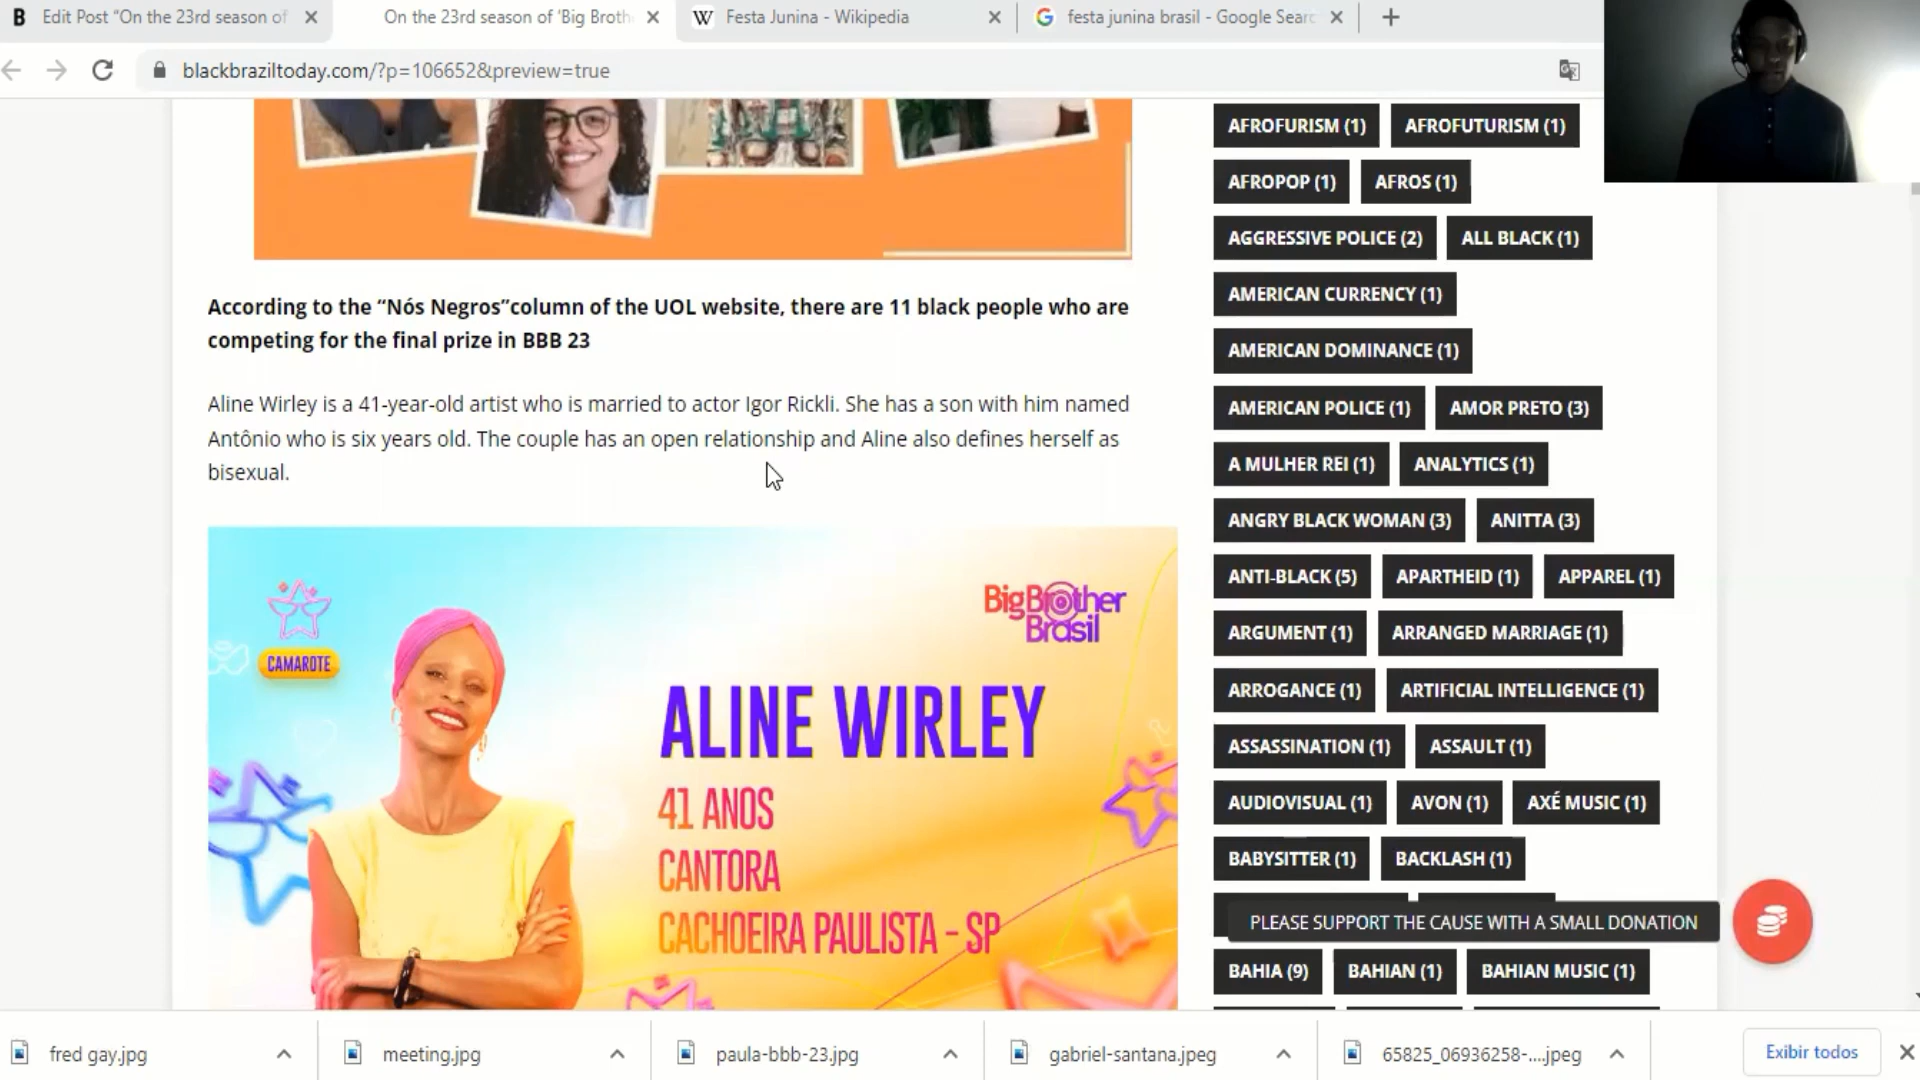 B Edit Post “On the 23rd season of
On the 23rd season of ‘Big Broth
W Festa Junina - Wikipedia
G festa junina brasil - Google Searc
blackbraziltoday.com/?p=106652&preview=true
According to the “Nós Negros”column of the UOL website, there are 11 black people who are
competing for the final prize in BBB 23
Aline Wirley is a 41-year-old artist who is married to actor Igor Rickli. She has a son with him named
Antônio who is six years old. The couple has an open relationship and Aline also defines herself as
bisexual.
CAMAROTE
Big Brother
Brasil
ALINE WIRLEY
41 ANOS
CANTORA
CACHOEIRA PAULISTA - SP
AFROFURISM (1) AFROFUTURISM (1)
AFROPOP (1) AFROS (1)
AGGRESSIVE POLICE (2) ALL BLACK (1)
AMERICAN CURRENCY (1)
AMERICAN DOMINANCE (1)
AMERICAN POLICE (1) AMOR PRETO (3)
A MULHER REI (1) ANALYTICS (1)
ANGRY BLACK WOMAN (3) ANITTA (3)
ANTI-BLACK (5) APARTHEID (1) APPAREL (1)
ARGUMENT (1) ARRANGED MARRIAGE (1)
ARROGANCE (1) ARTIFICIAL INTELLIGENCE (1)
ASSASSINATION (1) ASSAULT (1)
AUDIOVISUAL (1) AVON (1) AXÉ MUSIC (1)
BABYSITTER (1) BACKLASH (1)
PLEASE SUPPORT THE CAUSE WITH A SMALL DONATION
BAHIA (9) BAHIAN (1) BAHIAN MUSIC (1)
fred gay.jpg
meeting.jpg
paula-bbb-23.jpg
gabriel-santana.jpeg
65825_06936258-....jpeg
Exibir todos